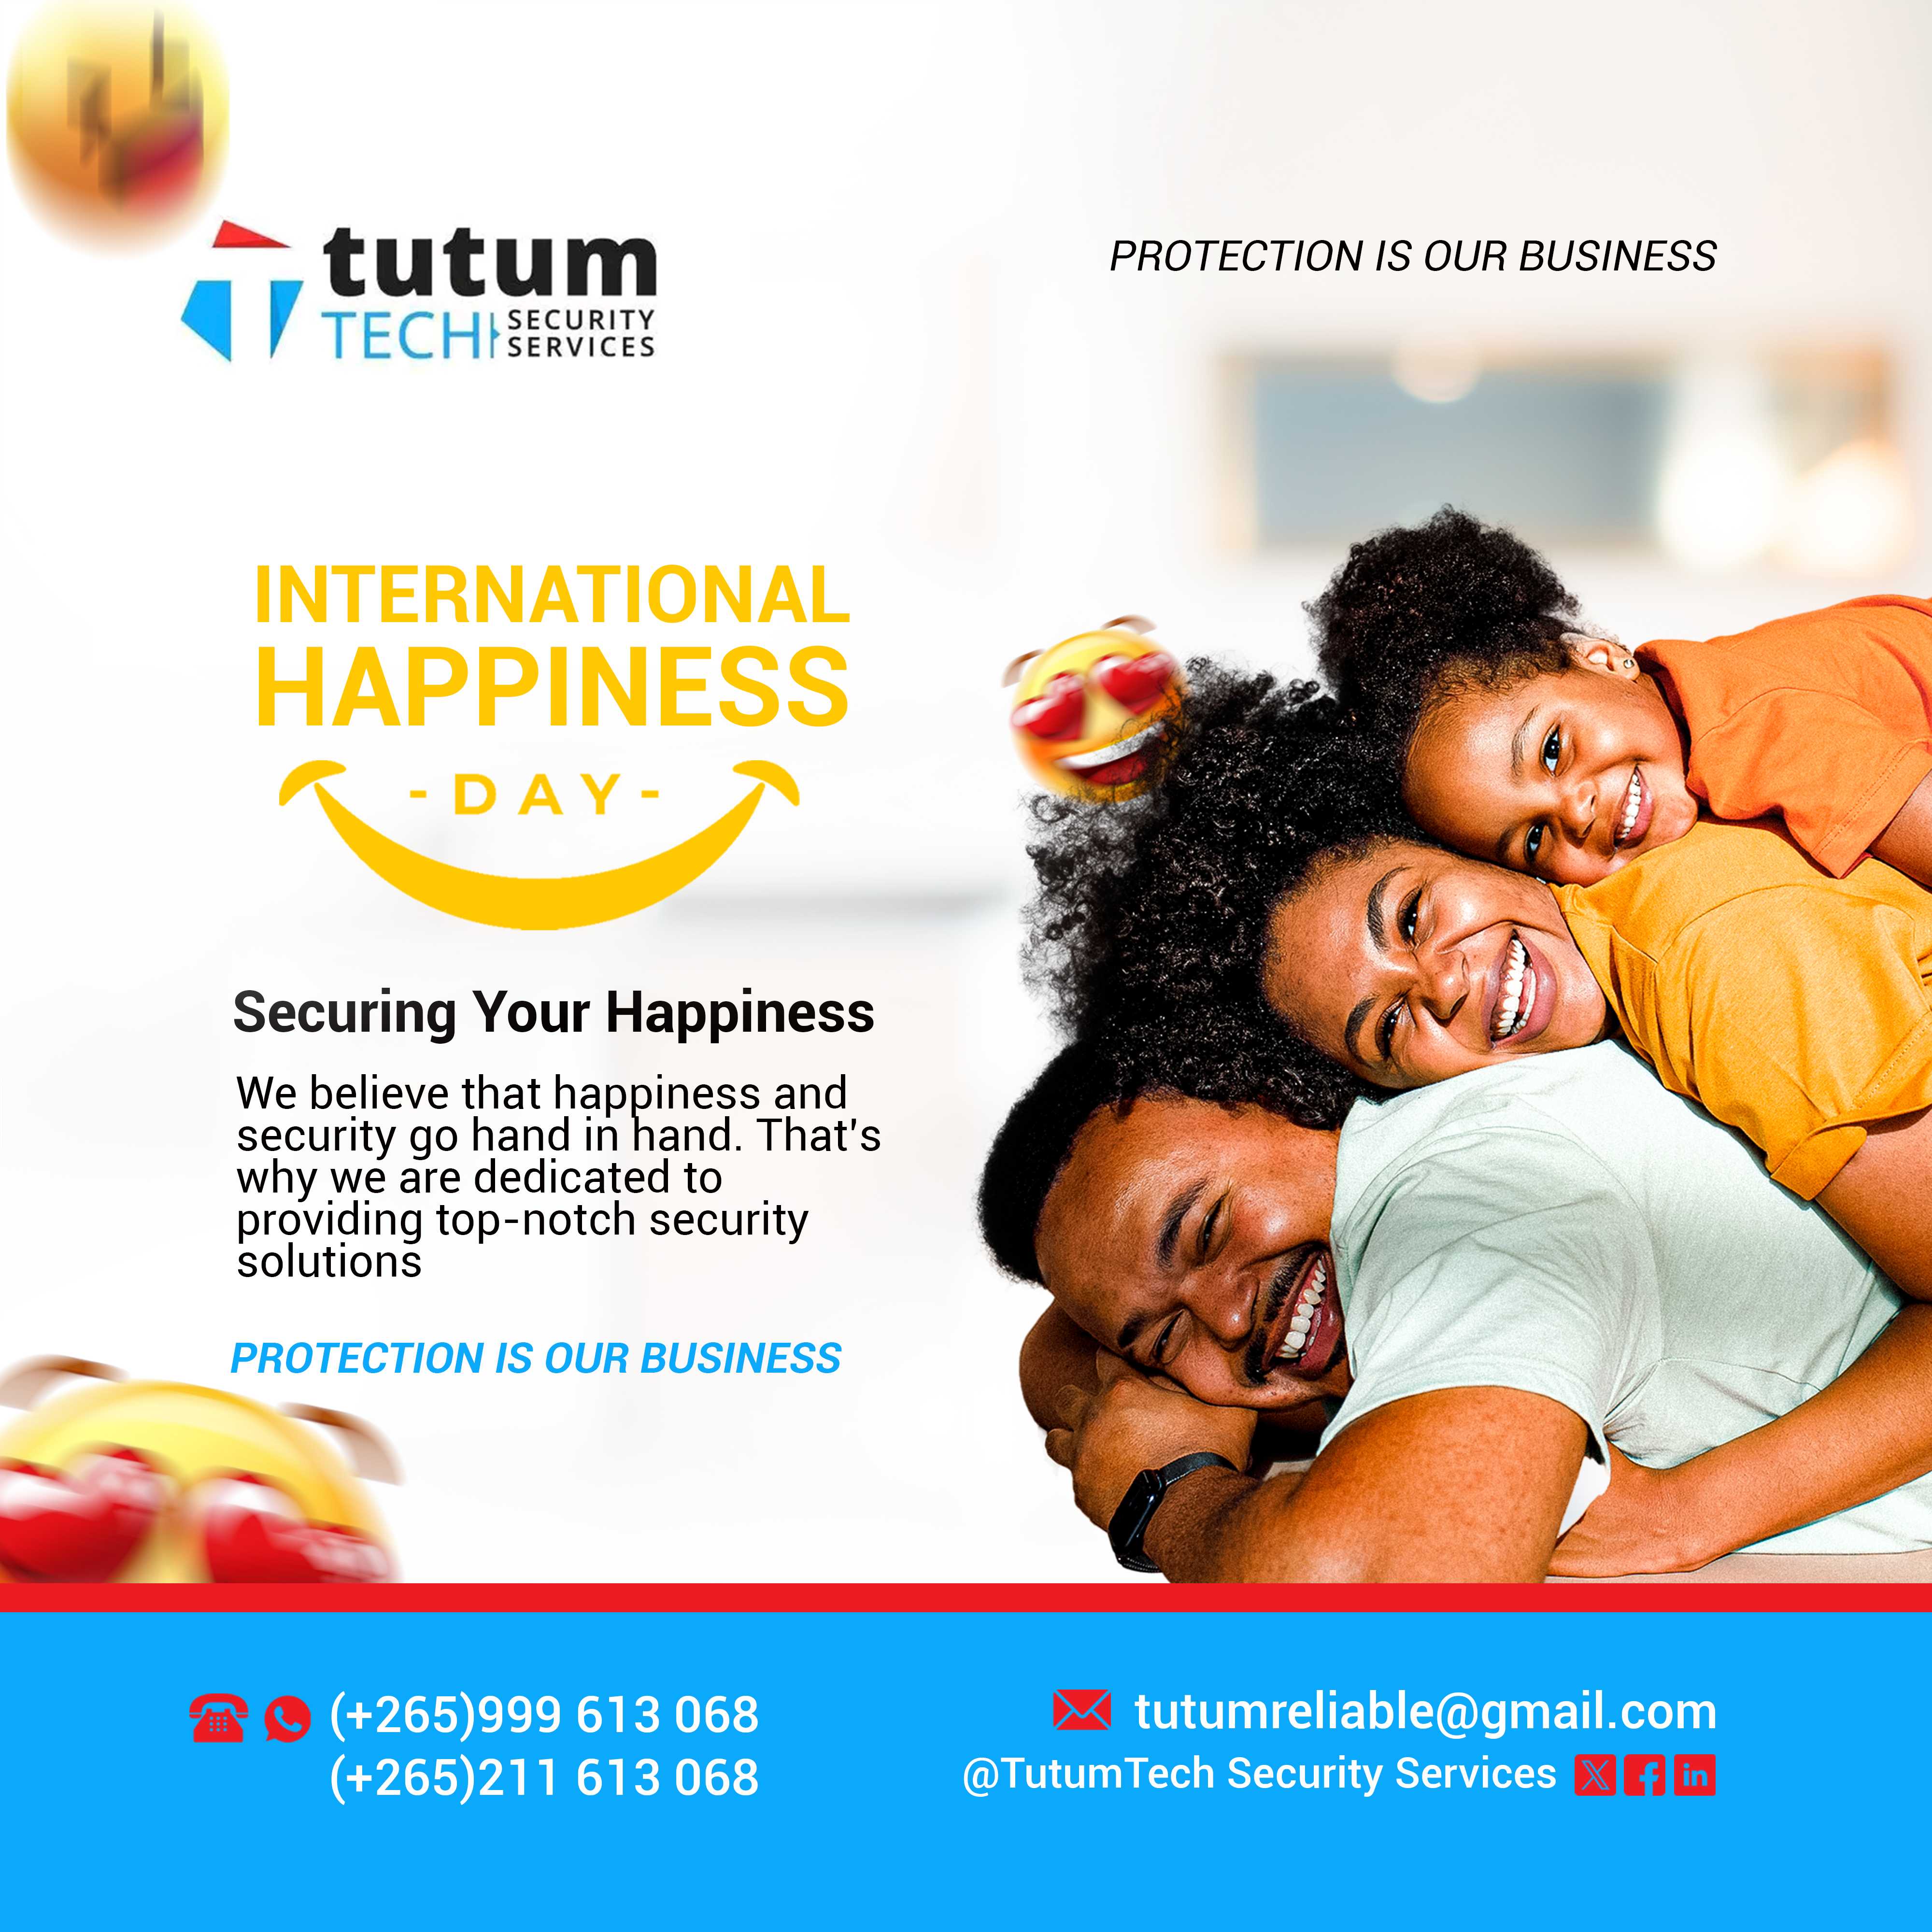 tutum
TECH SECURITY
SERVICES
PROTECTION IS OUR BUSINESS
INTERNATIONAL
HAPPINESS
- DAY -
Securing Your Happiness
We believe that happiness and
security go hand in hand. That's
why we are dedicated to
providing top-notch security
solutions
PROTECTION IS OUR BUSINESS
(+265)999 613 068
(+265)211 613 068
tutumreliable@gmail.com
@TutumTech Security Services